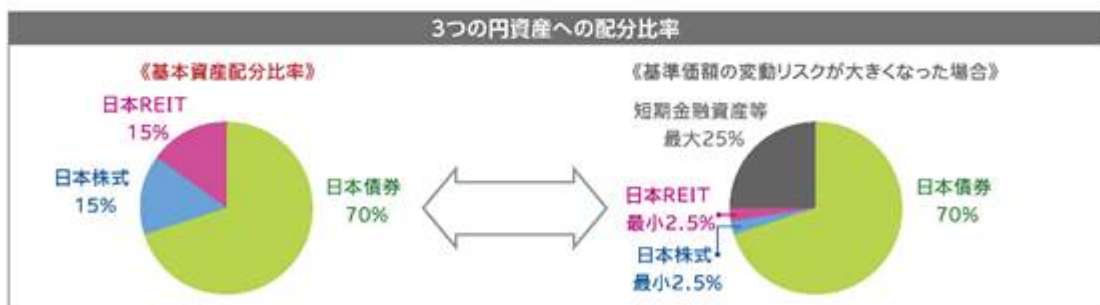 3つの円資産への配分比率
《基本資産配分比率》
日本REIT
15%
日本株式
15%
日本債券
70%
《基準価額の変動リスクが大きくなった場合》
短期金融資産等
最大25%
日本REIT
最小2.5%
日本株式
最小2.5%
日本債券
70%